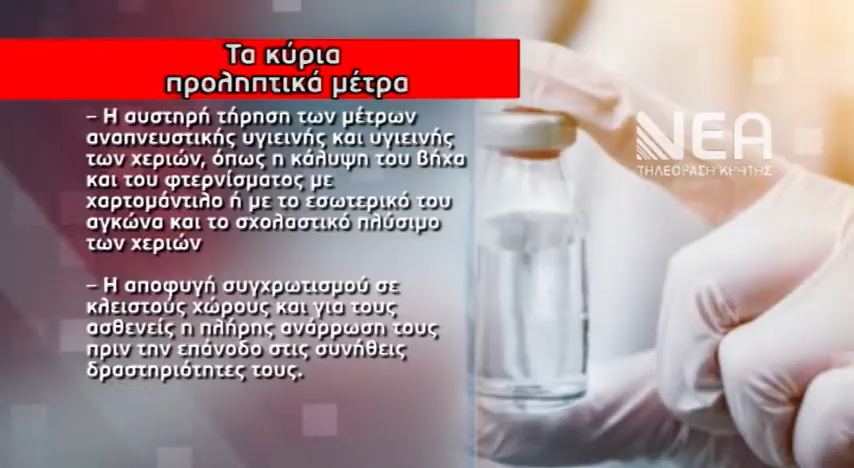 Τα κύρια
προληπτικά μέτρα
– Η αυστηρή τήρηση των μέτρων
αναπνευστικής υγιεινής και υγιεινής
των χεριών, όπως η κάλυψη του βήχα
και του φτερνίσματος με
χαρτομάντιλο ή με το εσωτερικό του
αγκώνα και το σχολαστικό πλύσιμο
των χεριών
– Η αποφυγή συγχρωτισμού σε
κλειστούς χώρους και για τους
ασθενείς η πλήρης ανάρρωση τους
πριν την επάνοδο στις συνήθεις
δραστηριότητες τους.
ΝΕΑ
ΤΗΛΕΟΡΑΣΗ ΚΡΗΤΗΣ